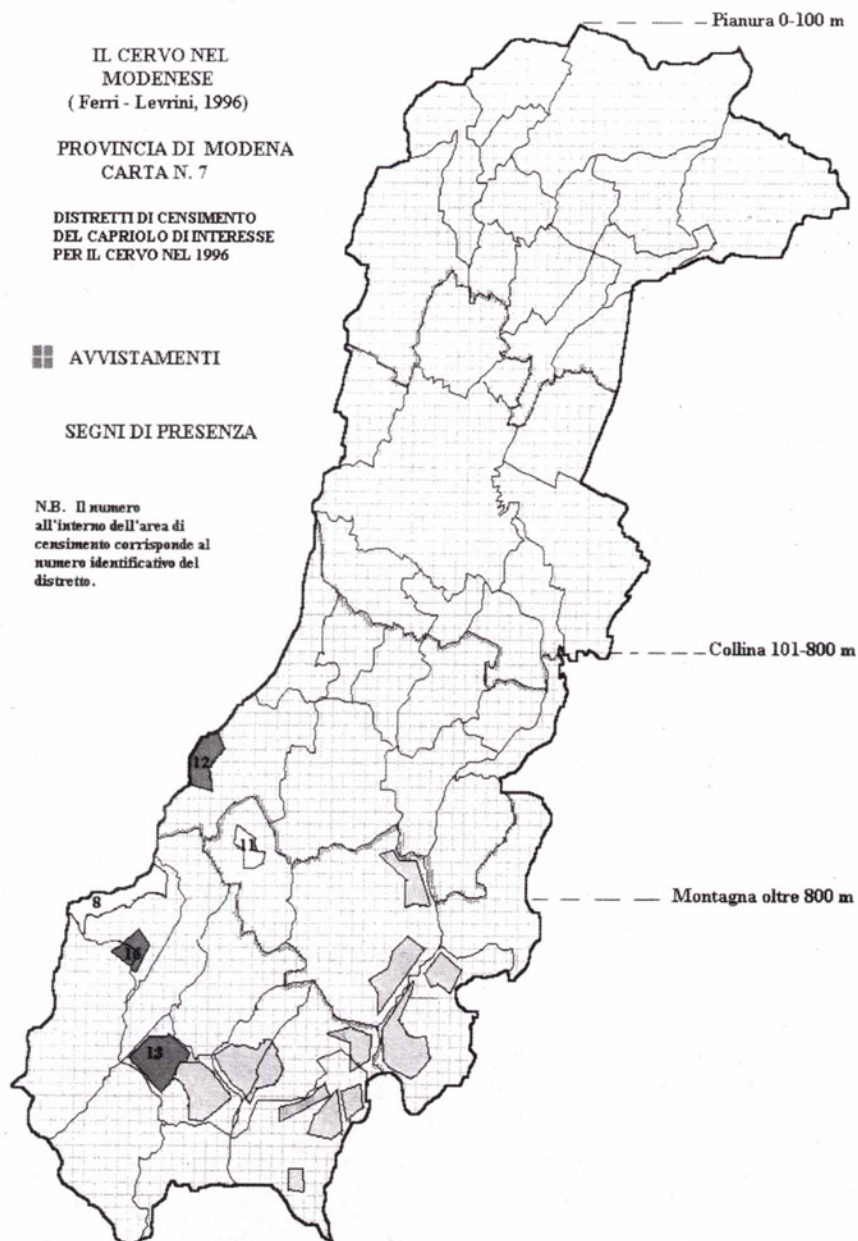 Pianura 0-100 m
IL CERVO NEL
MODENESE
( Ferri - Levrini, 1996)
PROVINCIA DI MODENA
CARTA N. 7
DISTRETTI DI CENSIMENTO
DEL CAPRIOLO DI INTERESSE
PER IL CERVO NEL 1996
AVVISTAMENTI
SEGNI DI PRESENZA
N.B. Il numero
all'interno dell'area di
censimento corrisponde al
numero identificativo del
distretto.
Collina 101-800 m
12
11
8
Montagna oltre 800 m
16
13